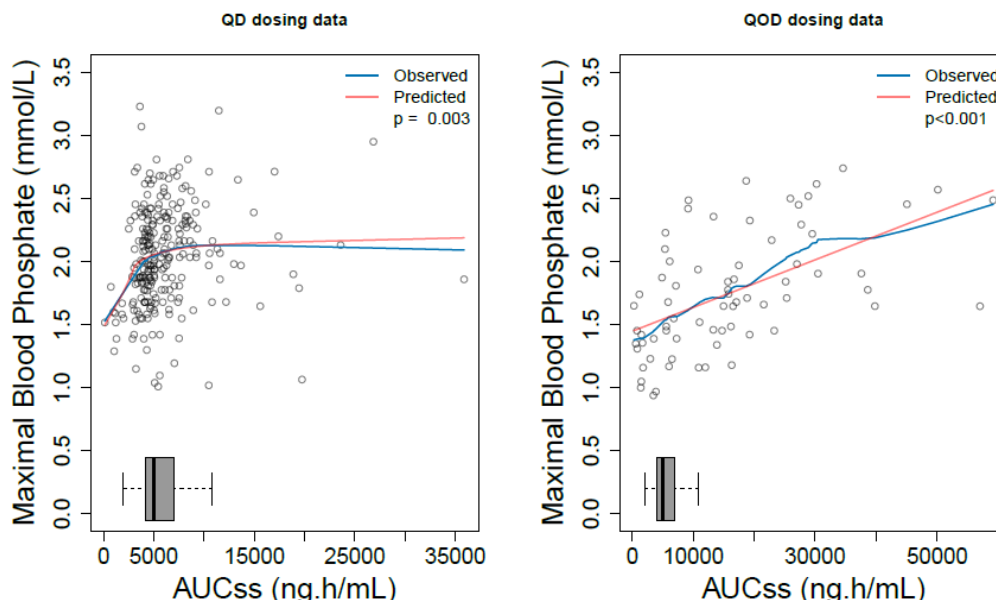 QD dosing data
Maximal Blood Phosphate (mmol/L)
3.5
3.0
2.5
2.0
1.5
1.0
0.5
0.0
Observed
Predicted
p = 0.003
0
5000
15000
25000
35000
AUCss (ng.h/mL)
QOD dosing data
Maximal Blood Phosphate (mmol/L)
3.5
3.0
2.5
2.0
1.5
1.0
0.5
0.0
Observed
Predicted
p<0.001
0
10000
30000
50000
AUCss (ng.h/mL)